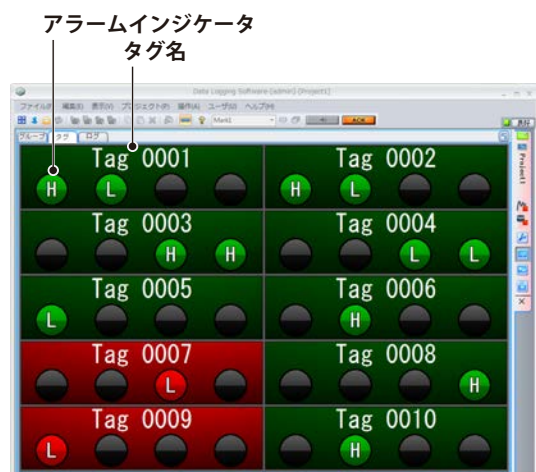 アラームインジケータ
タグ名
Data Logging Software [admin] [Project1]
ファイル(F) 編集(E) 表示(V) プロジェクト(P) 操作(A) ユーザ(U) ヘルプ(H)
Mark1 ACK
グループ タグ ログ
Project1
Tag 0001 Tag 0002
H L H L
Tag 0003 Tag 0004
H H L L
Tag 0005 Tag 0006
L H
Tag 0007 Tag 0008
L H
Tag 0009 Tag 0010
L H